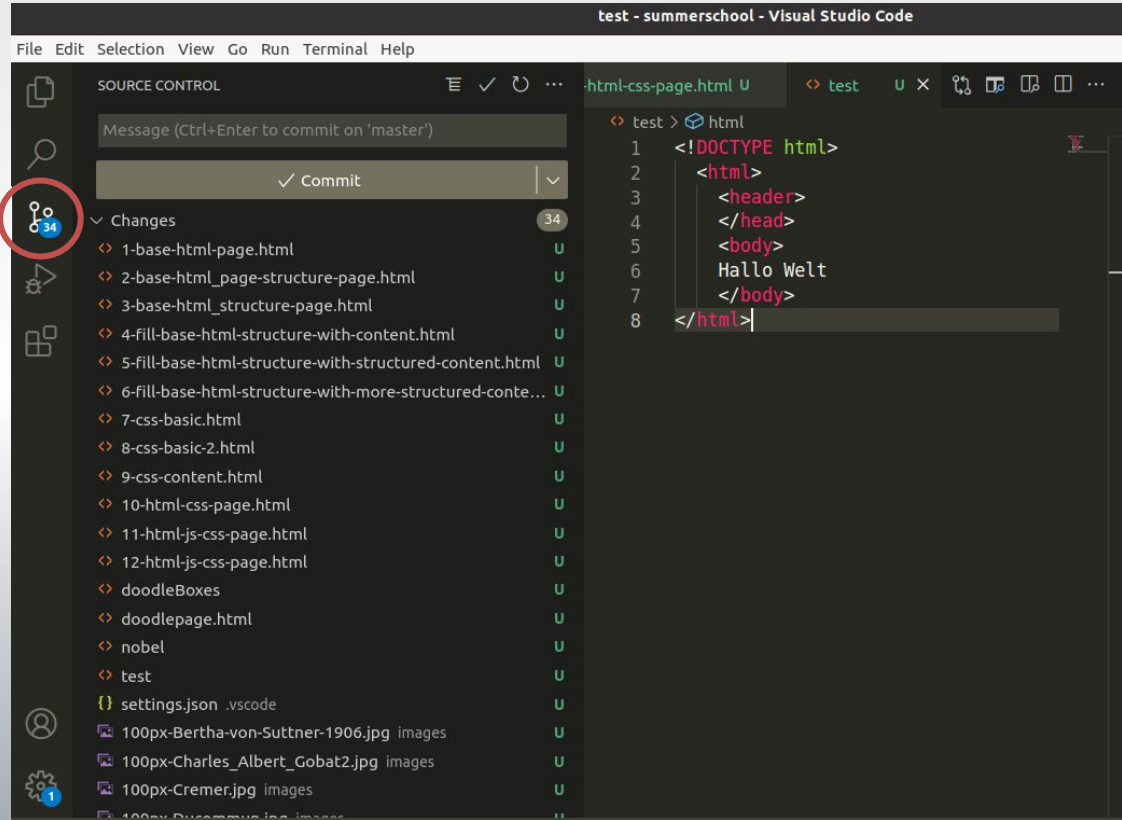 test - summerschool - Visual Studio Code
File Edit Selection View Go Run Terminal Help
SOURCE CONTROL
Message (Ctrl+Enter to commit on 'master')
Commit
34
Changes 34
1-base-html-page.html U
2-base-html_page-structure-page.html U
3-base-html_structure-page.html U
4-fill-base-html-structure-with-content.html U
5-fill-base-html-structure-with-structured-content.html U
6-fill-base-html-structure-with-more-structured-conte... U
7-css-basic.html U
8-css-basic-2.html U
9-css-content.html U
10-html-css-page.html U
11-html-js-css-page.html U
12-html-js-css-page.html U
doodleBoxes U
doodlepage.html U
nobel U
test U
{} settings.json .vscode U
100px-Bertha-von-Suttner-1906.jpg images U
100px-Charles_Albert_Gobat2.jpg images U
100px-Cremer.jpg images U
1
-html-css-page.html U
<> test U
<> test > html
1 <!DOCTYPE html>
2 <html>
3 <header>
4 </head>
5 <body>
6 Hallo Welt
7 </body>
8 </html>